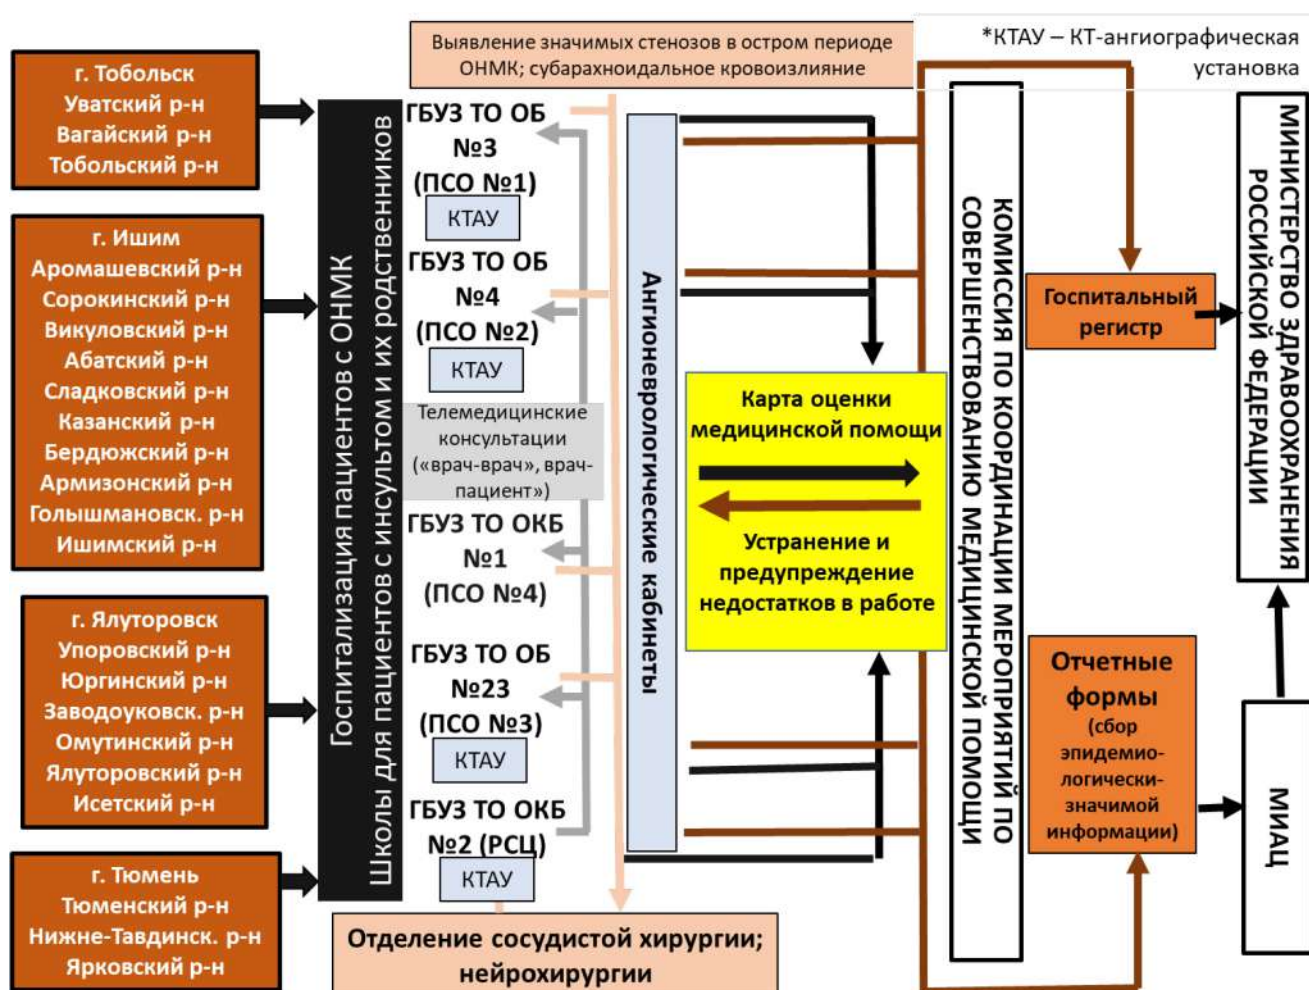 Выявление значимых стенозов в остром периоде
ОНМК; субарахноидальное кровоизлияние
*КТАУ – КТ-ангиографическая
установка
г. Тобольск
Уватский р-н
Вагайский р-н
Тобольский р-н
г. Ишим
Аромашевский р-н
Сорокинский р-н
Викуловский р-н
Абатский р-н
Сладковский р-н
Казанский р-н
Бердюжский р-н
Армизонский р-н
Голышмановск. р-н
Ишимский р-н
г. Ялуторовск
Упоровский р-н
Юргинский р-н
Заводоуковск. р-н
Омутинский р-н
Ялуторовский р-н
Исетский р-н
г. Тюмень
Тюменский р-н
Нижне-Тавдинск. р-н
Ярковский р-н
Госпитализация пациентов с ОНМК
Школы для пациентов с инсультом и их родственников
ГБУЗ ТО ОБ
№3
(ПСО №1)
КТАУ
ГБУЗ ТО ОБ
№4
(ПСО №2)
КТАУ
Телемедицинские
консультации
(«врач-врач», врач-
пациент»)
ГБУЗ ТО ОКБ
№1
(ПСО №4)
ГБУЗ ТО ОБ
№23
(ПСО №3)
КТАУ
ГБУЗ ТО ОКБ
№2 (РСЦ)
КТАУ
Отделение сосудистой хирургии;
нейрохирургии
Ангионеврологические кабинеты
Карта оценки
медицинской помощи
Устранение и
предупреждение
недостатков в работе
КОМИССИЯ ПО КООРДИНАЦИИ МЕРОПРИЯТИЙ ПО
СОВЕРШЕНСТВОВАНИЮ МЕДИЦИНСКОЙ ПОМОЩИ
Госпитальный
регистр
Отчетные
формы
(сбор
эпидемио-
логически-
значимой
информации)
МИНИСТЕРСТВО ЗДРАВООХРАНЕНИЯ
РОССИЙСКОЙ ФЕДЕРАЦИИ
МИАЦ